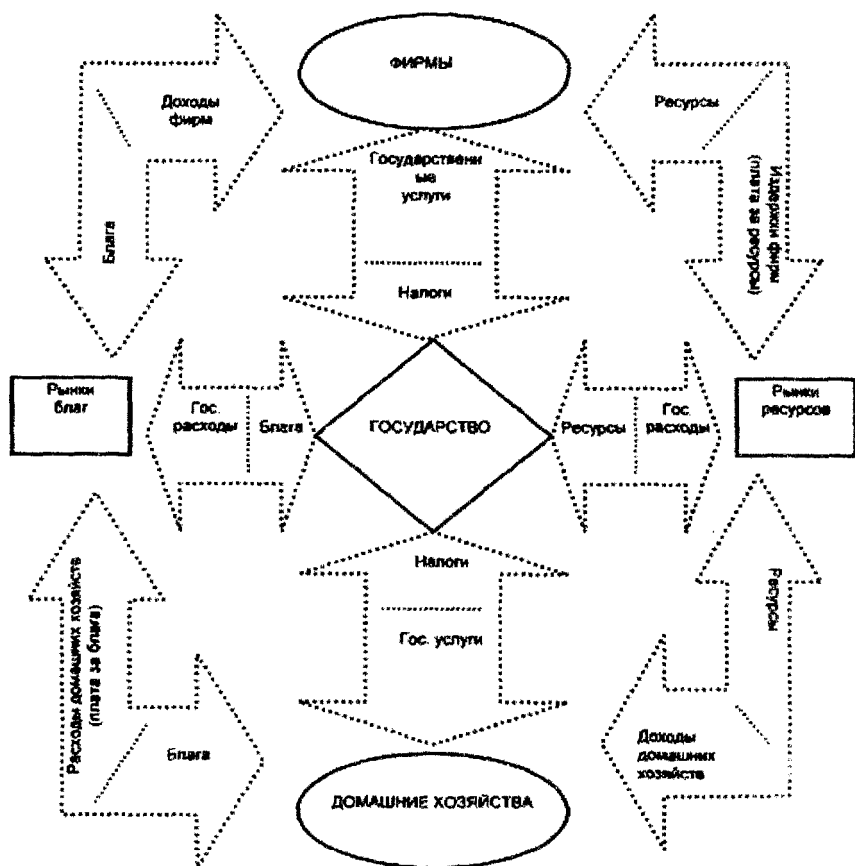 ФИРМЫ
Доходы
фирм
Ресурсы
Государственн
ые
услуги
Блага
Издержки фирм
(плата за ресурсы)
Налоги
Рынки
благ
Гос.
расходы
Блага
ГОСУДАРСТВО
Ресурсы
Гос.
расходы
Рынки
ресурсов
Налоги
Расходы домашних хозяйств
(плата за блага)
Ресурсы
Гос. услуги
Блага
Доходы
домашних
хозяйств
ДОМАШНИЕ ХОЗЯЙСТВА